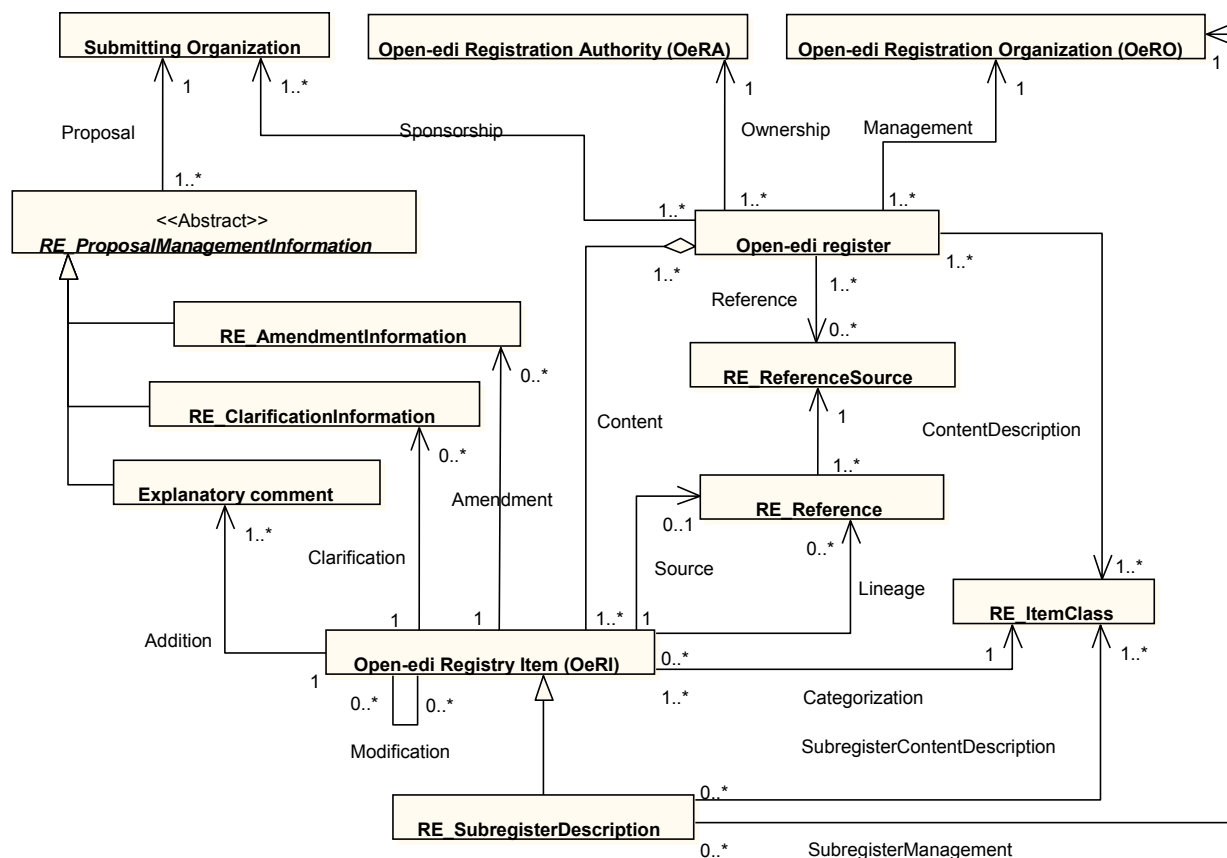 Submitting Organization
Open-edi Registration Authority (OeRA)
Open-edi Registration Organization (OeRO)
1
1..*
1
1
1
Proposal
Sponsorship
Ownership
Management
1..*
1..*
1..*
1..*
<<Abstract>>
RE_ProposalManagementInformation
Open-edi register
1..*
1..*
1..*
Reference
0..*
RE_AmendmentInformation
RE_ReferenceSource
0..*
RE_ClarificationInformation
Content
1
ContentDescription
0..*
1..*
Explanatory comment
Amendment
RE_Reference
1..*
0..1
0..*
Clarification
Source
Lineage
1..*
RE_ItemClass
Addition
1
1
1..*
1
Open-edi Registry Item (OeRI)
0..*
1
1..*
1
0..*
0..*
1..*
Categorization
Modification
SubregisterContentDescription
0..*
RE_SubregisterDescription
0..*
SubregisterManagement